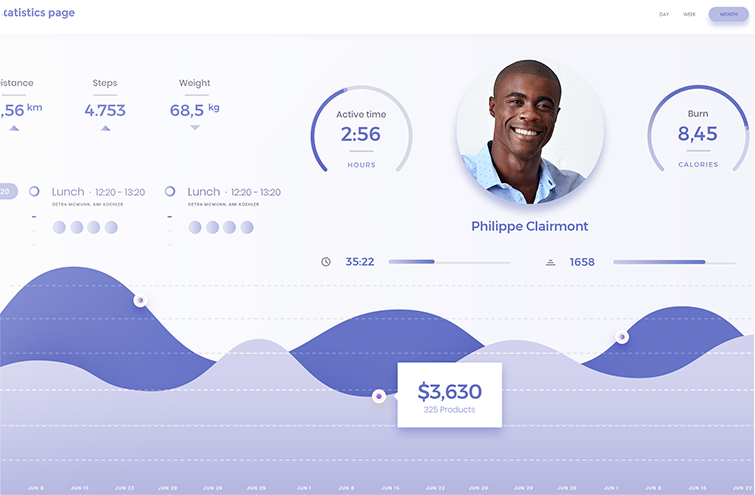 tatistics page
DAY WEEK MONTH
istance Steps Weight
,56 km 4.753 68,5 kg
Active time
2:56
HOURS
Burn
8,45
CALORIES
20
Lunch · 12:20 - 13:20
DETRA MCMUNN, AMI KOEHLER
Lunch · 12:20 - 13:20
DETRA MCMUNN, AMI KOEHLER
Philippe Clairmont
35:22 1658
$3,630
325 Products
JUN 8 JUN 15 JUN 22 JUN 29 JUN 29 JUN 29 JUN 1 JUN 8 JUN 15 JUN 22 JUN 29 JUN 29 JUN 29 JUN 1 JUN 8 JUN 15 JUN 22